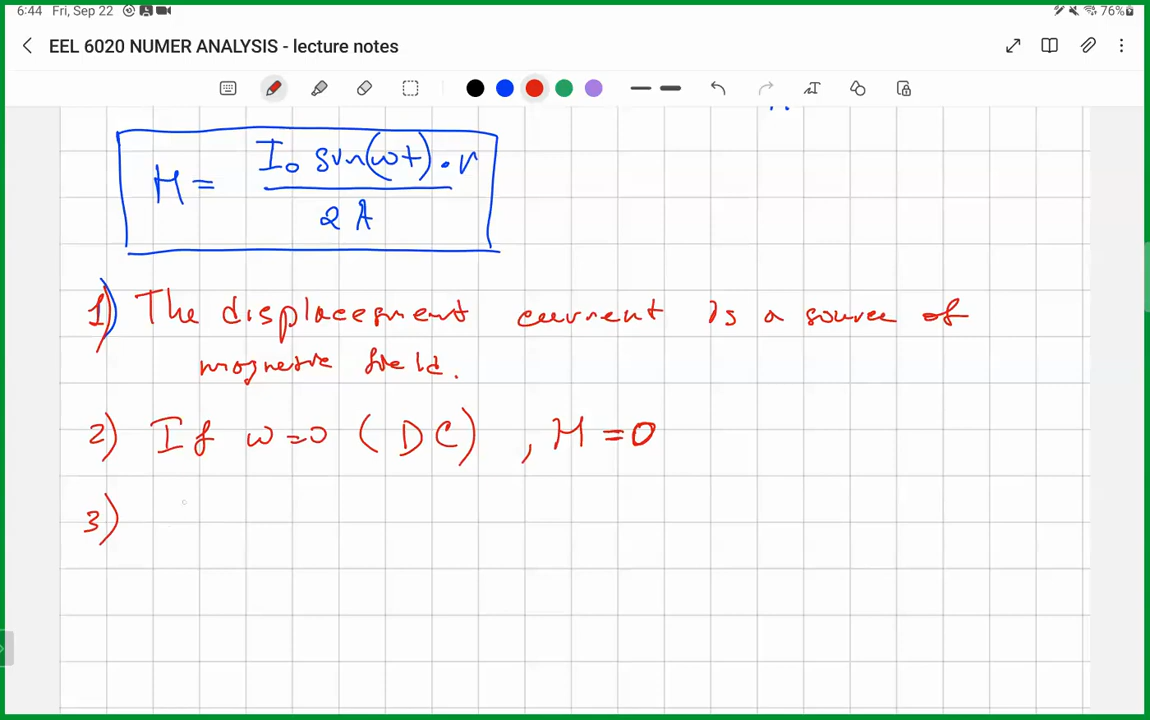 6:44 Fri, Sep 22 76%
EEL 6020 NUMER ANALYSIS - lecture notes
H = I₀ sin(ωt) · r / 2 A
1) The displacement current is a source of
magnetic field.
2) If ω=0 (DC), H = 0
3)